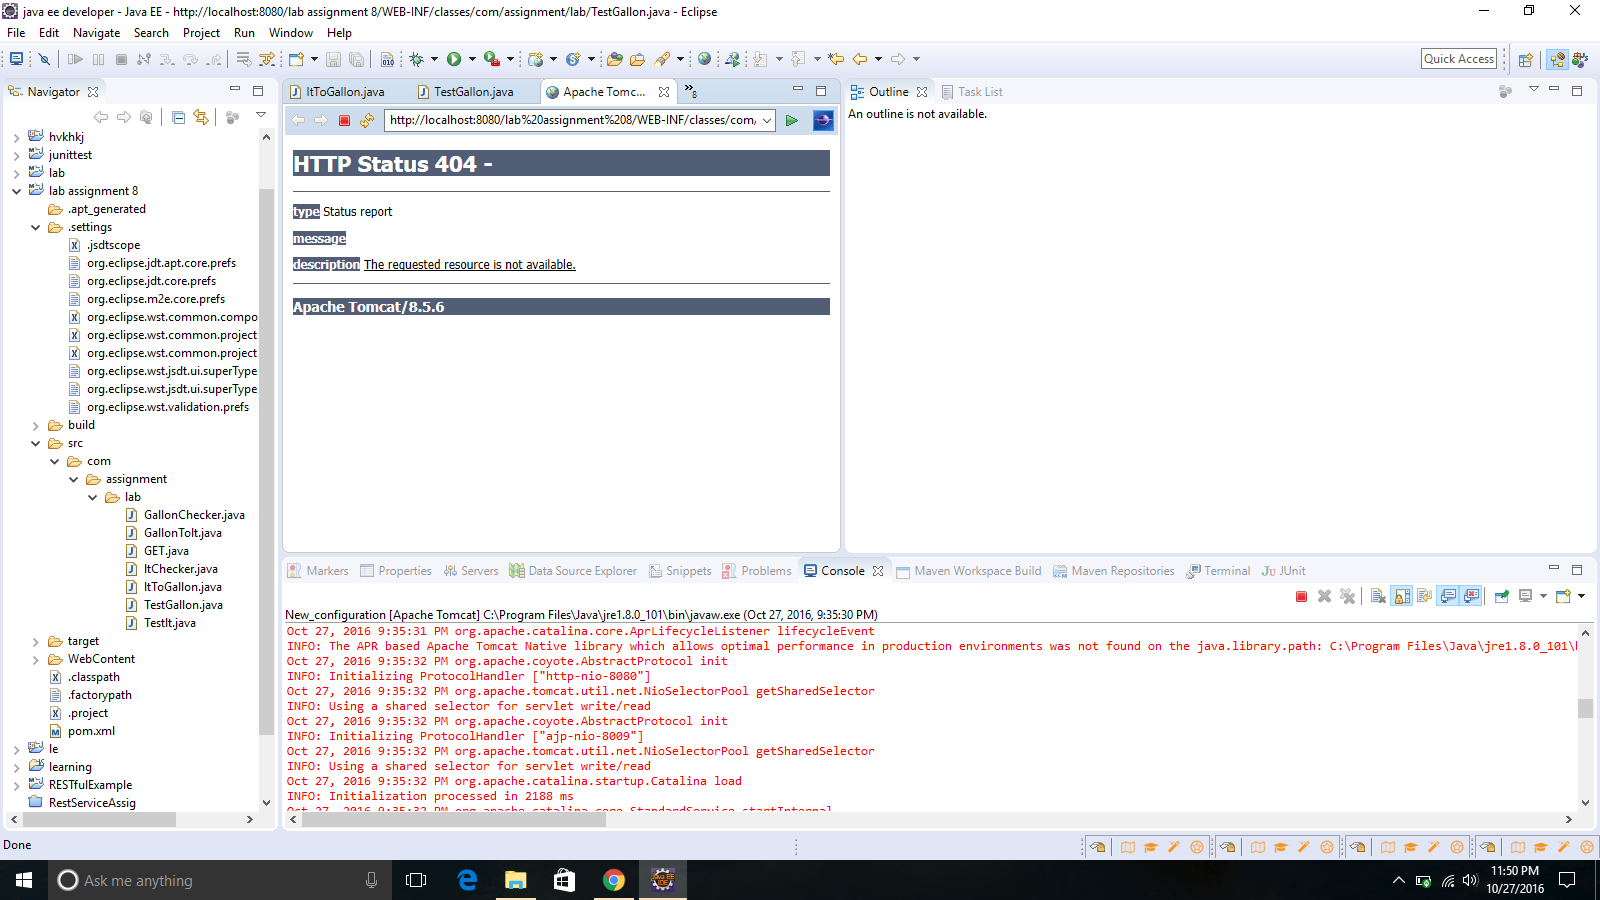 java ee developer - Java EE - http://localhost:8080/lab assignment 8/WEB-INF/classes/com/assignment/lab/TestGallon.java - Eclipse
File Edit Navigate Search Project Run Window Help
Quick Access
Navigator
hvkhkj
junittest
lab
lab assignment 8
.apt_generated
.settings
.jsdtscope
org.eclipse.jdt.apt.core.prefs
org.eclipse.jdt.core.prefs
org.eclipse.m2e.core.prefs
org.eclipse.wst.common.compo
org.eclipse.wst.common.project
org.eclipse.wst.common.project
org.eclipse.wst.jsdt.ui.superType
org.eclipse.wst.jsdt.ui.superType
org.eclipse.wst.validation.prefs
build
src
com
assignment
lab
GallonChecker.java
GallonToIt.java
GET.java
ItChecker.java
ItToGallon.java
TestGallon.java
TestIt.java
target
WebContent
.classpath
.factorypath
.project
pom.xml
le
learning
RESTfulExample
RestServiceAssig
ItToGallon.java TestGallon.java Apache Tomc... »8
http://localhost:8080/lab%20assignment%208/WEB-INF/classes/com/
HTTP Status 404 -
type Status report
message
description The requested resource is not available.
Apache Tomcat/8.5.6
Outline Task List
An outline is not available.
Markers Properties Servers Data Source Explorer Snippets Problems Console Maven Workspace Build Maven Repositories Terminal JUnit
New_configuration [Apache Tomcat] C:\Program Files\Java\jre1.8.0_101\bin\javaw.exe (Oct 27, 2016, 9:35:30 PM)
Oct 27, 2016 9:35:31 PM org.apache.catalina.core.AprLifecycleListener lifecycleEvent
INFO: The APR based Apache Tomcat Native library which allows optimal performance in production environments was not found on the java.library.path: C:\Program Files\Java\jre1.8.0_101\
Oct 27, 2016 9:35:32 PM org.apache.coyote.AbstractProtocol init
INFO: Initializing ProtocolHandler ["http-nio-8080"]
Oct 27, 2016 9:35:32 PM org.apache.tomcat.util.net.NioSelectorPool getSharedSelector
INFO: Using a shared selector for servlet write/read
Oct 27, 2016 9:35:32 PM org.apache.coyote.AbstractProtocol init
INFO: Initializing ProtocolHandler ["ajp-nio-8009"]
Oct 27, 2016 9:35:32 PM org.apache.tomcat.util.net.NioSelectorPool getSharedSelector
INFO: Using a shared selector for servlet write/read
Oct 27, 2016 9:35:32 PM org.apache.catalina.startup.Catalina load
INFO: Initialization processed in 2188 ms
Oct 27, 2016 9:35:32 PM org.apache.catalina.core.StandardService startInternal
Done
Ask me anything
11:50 PM
10/27/2016